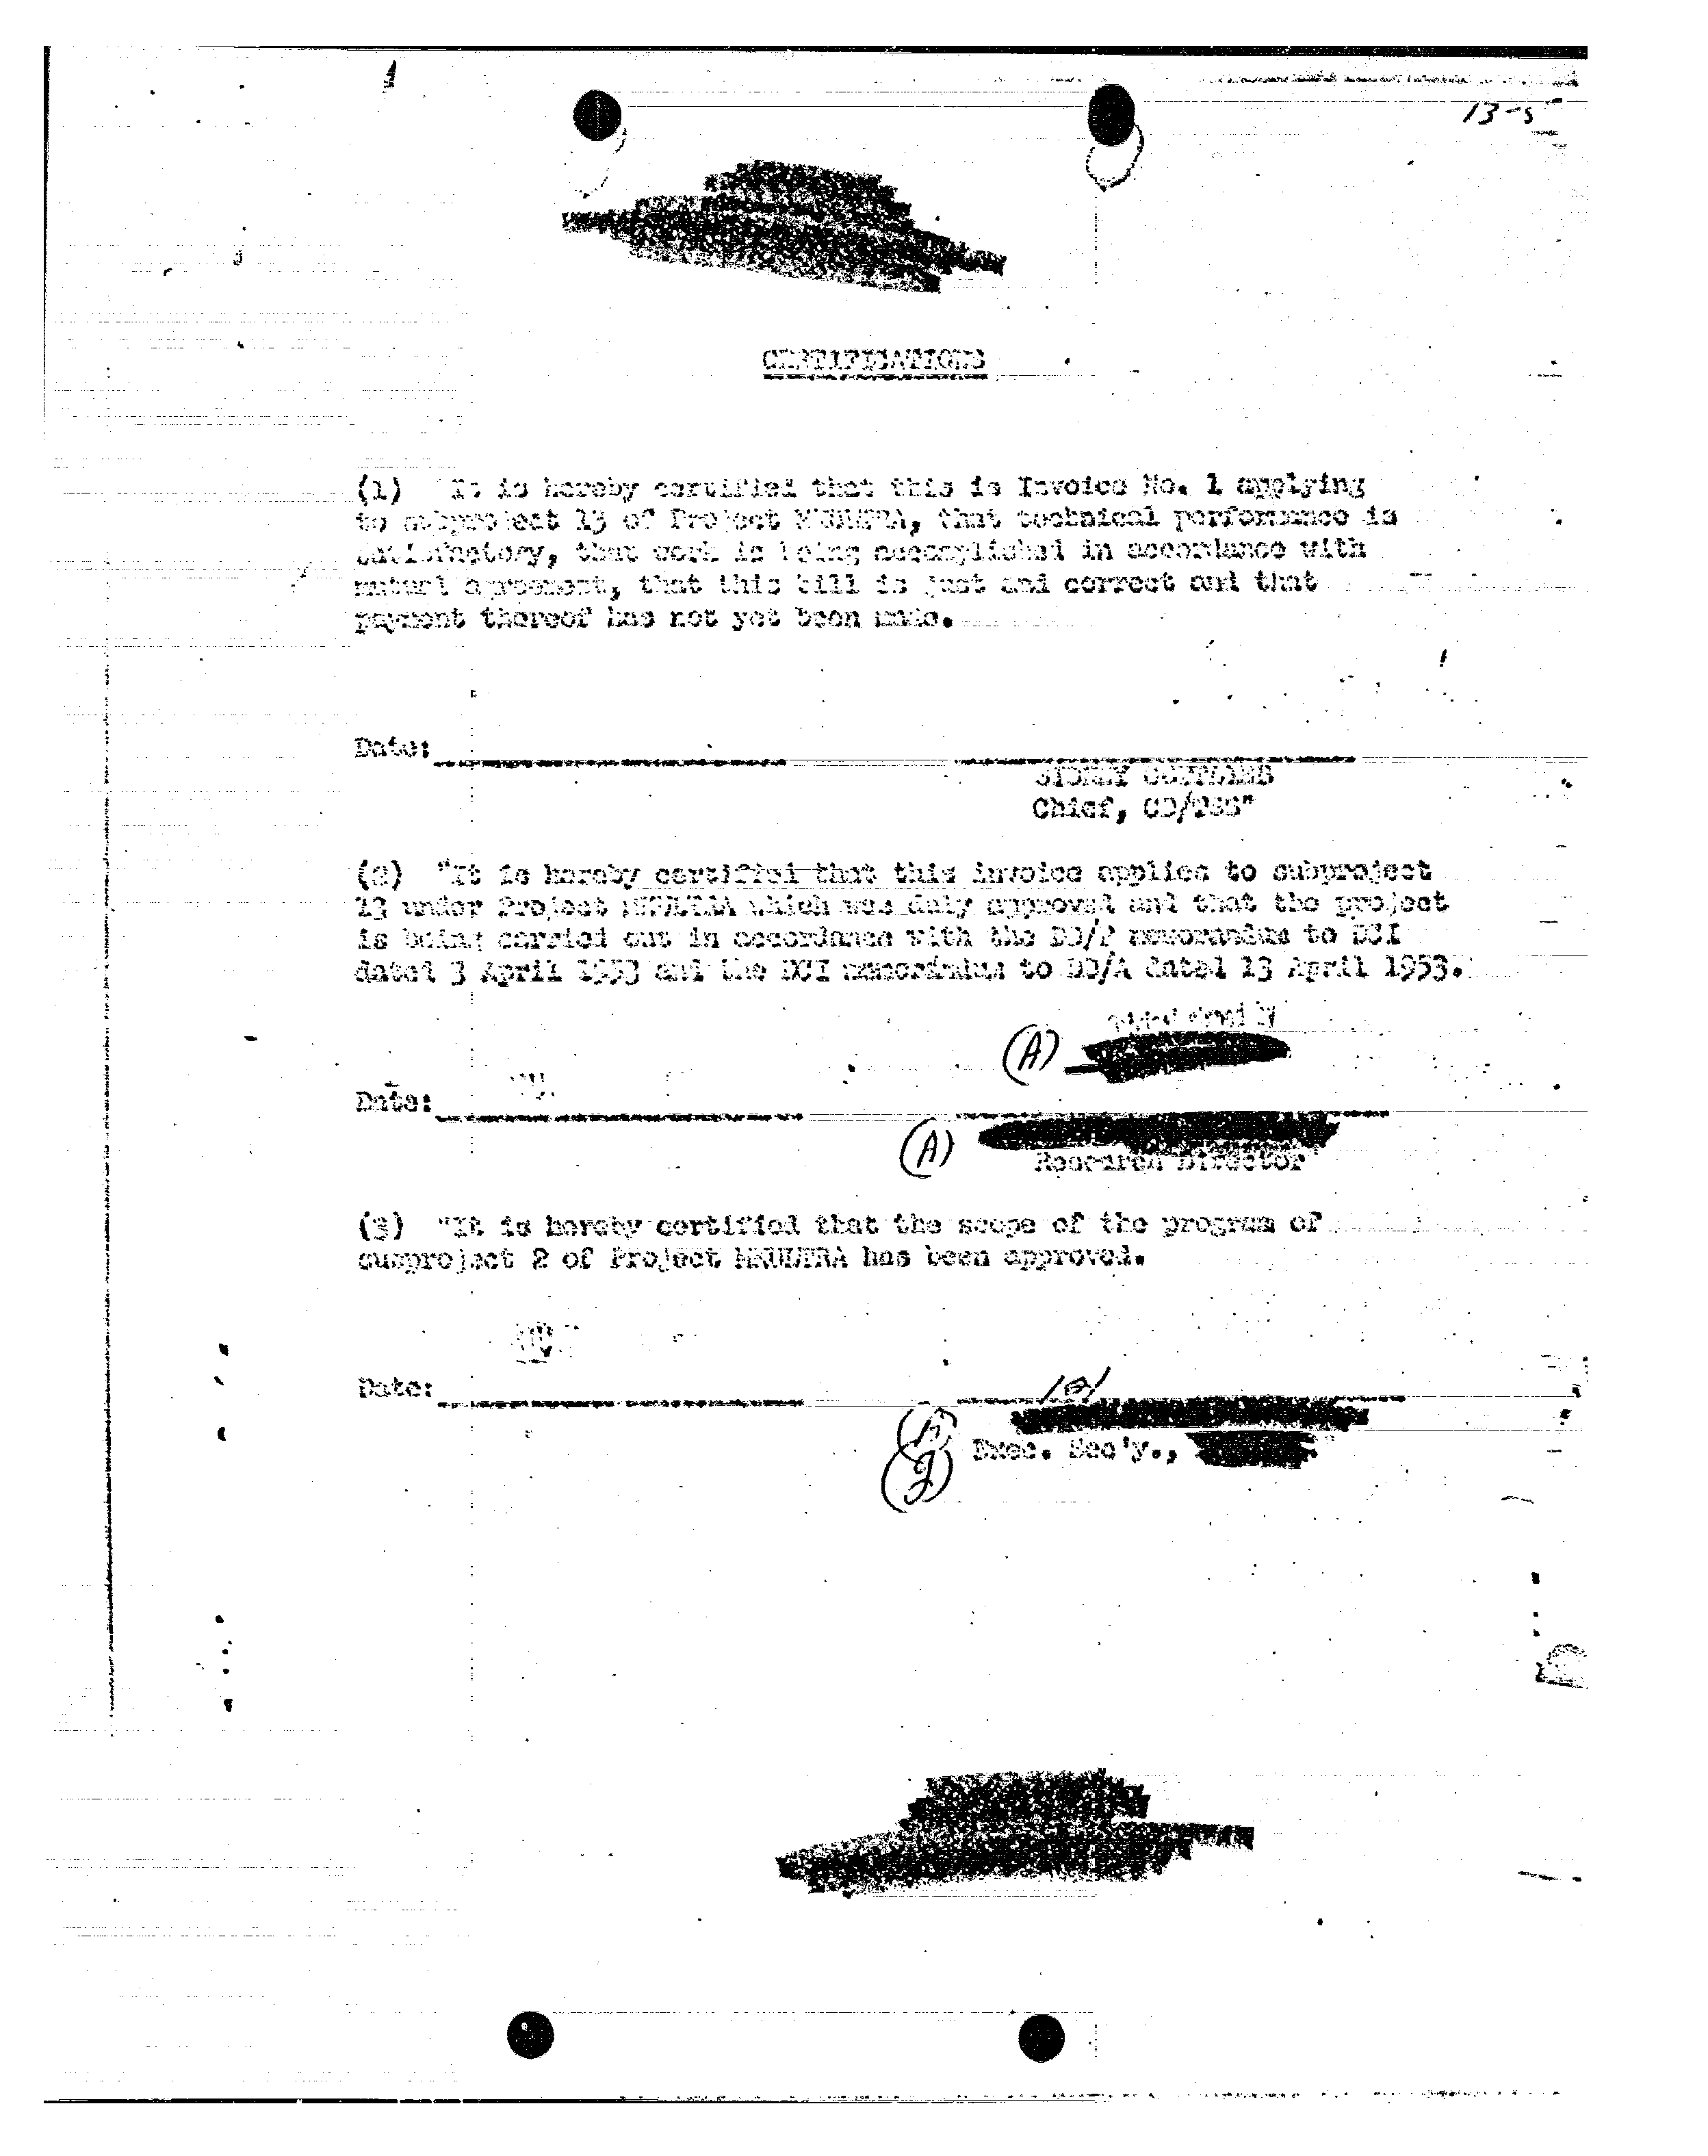 13-5
CERTIFICATIONS
(1) It is hereby certified that this is Invoice No. 1 applying
to subproject 13 of Project MKULTRA, that technical performance is
satisfactory, that work is being accomplished in accordance with
mutual agreement, that this bill is just and correct and that
payment thereof has not yet been made.
Date:
SIDNEY GOTTLIEB
Chief, CD/TSS"
(2) "It is hereby certified that this invoice applies to subproject
13 under Project MKULTRA which was duly approved and that the project
is being carried out in accordance with the DD/P memorandum to DCI
dated 3 April 1953 and the DCI memorandum to DD/A dated 13 April 1953.
(A)
Date:
(A)
Research Director
(3) "It is hereby certified that the scope of the program of
subproject 2 of Project MKULTRA has been approved.
Date:
/s/
(A)
Exec. Sec'y.,
(J)